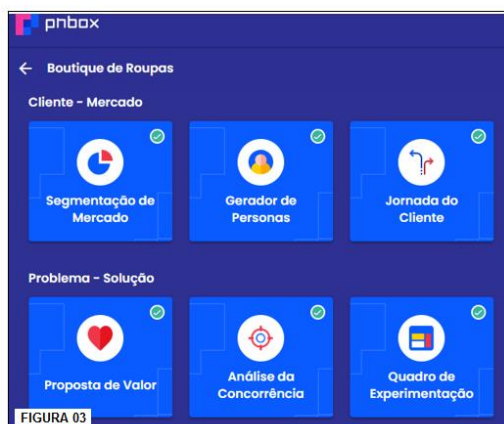 pnbox
← Boutique de Roupas
Cliente - Mercado
Segmentação de
Mercado
Gerador de
Personas
Jornada do
Cliente
Problema - Solução
Proposta de Valor
Análise da
Concorrência
Quadro de
Experimentação
FIGURA 03